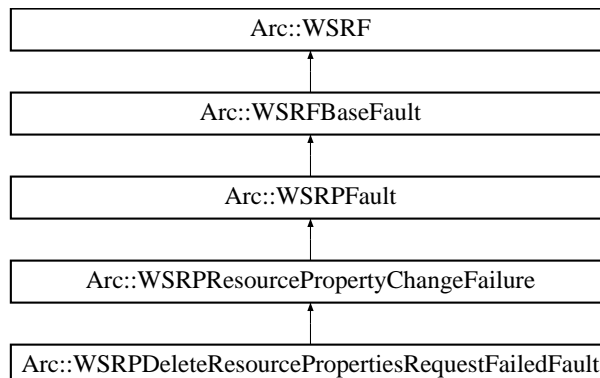 Arc::WSRF
Arc::WSRFBaseFault
Arc::WSRPFault
Arc::WSRPResourcePropertyChangeFailure
Arc::WSRPDeleteResourcePropertiesRequestFailedFault